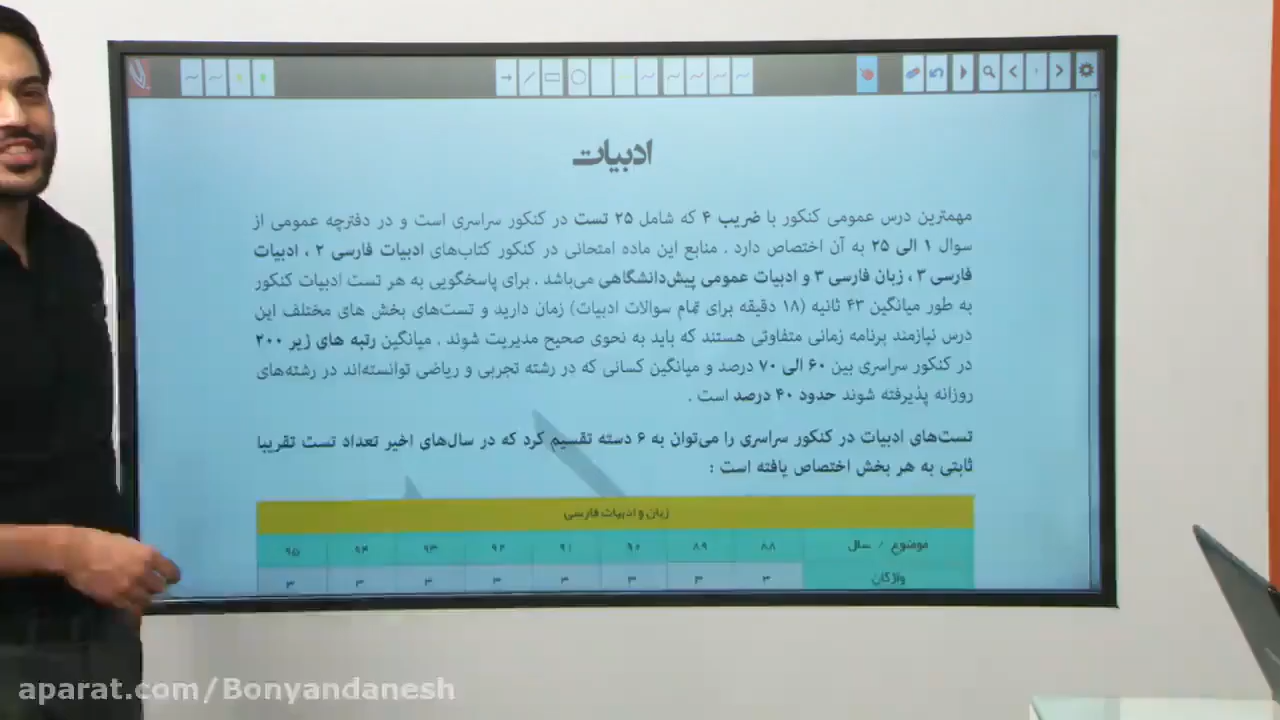 ادبیات
مهمترین درس عمومی کنکور با ضریب ۴ که شامل ۲۵ تست در کنکور سراسری است و در دفترچه عمومی از
سوال ۱ الی ۲۵ به آن اختصاص دارد . منابع این ماده امتحانی در کنکور کتاب‌های ادبیات فارسی ۲ ، ادبیات
فارسی ۳ ، زبان فارسی ۳ و ادبیات عمومی پیش‌دانشگاهی می‌باشد . برای پاسخگویی به هر تست ادبیات کنکور
به طور میانگین ۴۳ ثانیه (۱۸ دقیقه برای تمام سوالات ادبیات) زمان دارید و تست‌های بخش های مختلف این
درس نیازمند برنامه زمانی متفاوتی هستند که باید به نحوی صحیح مدیریت شوند . میانگین رتبه های زیر ۲۰۰
در کنکور سراسری بین ۶۰ الی ۷۰ درصد و میانگین کسانی که در رشته تجربی و ریاضی توانسته‌اند در رشته‌های
روزانه پذیرفته شوند حدود ۴۰ درصد است .
تست‌های ادبیات در کنکور سراسری را می‌توان به ۶ دسته تقسیم کرد که در سال‌های اخیر تعداد تست تقریبا
ثابتی به هر بخش اختصاص یافته است :
زبان و ادبیات فارسی
موضوع / سال ۸۸ ۸۹ ۹۰ ۹۱ ۹۲ ۹۳ ۹۴ ۹۵
واژگان ۳ ۳ ۳ ۳ ۳ ۴ ۳ ۳
aparat.com/Bonyandanesh